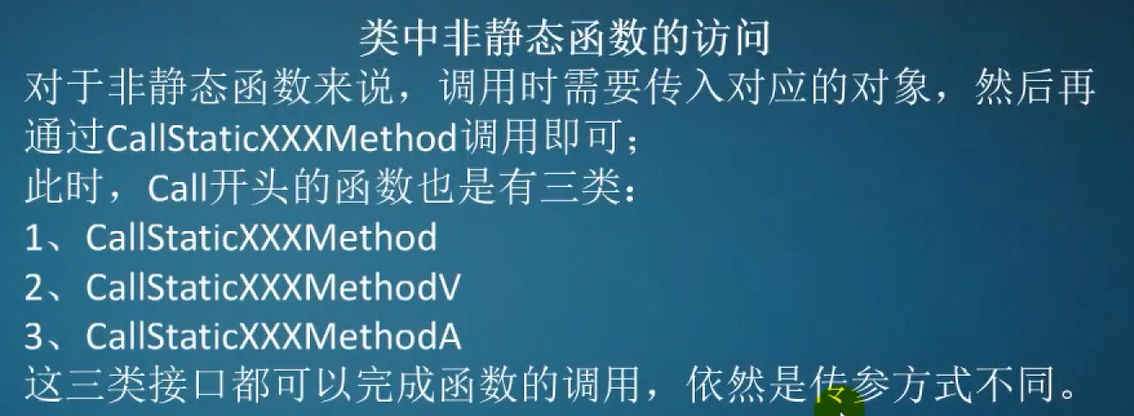 类中非静态函数的访问
对于非静态函数来说，调用时需要传入对应的对象，然后再
通过CallStaticXXXMethod调用即可；
此时，Call开头的函数也是有三类：
1、CallStaticXXXMethod
2、CallStaticXXXMethodV
3、CallStaticXXXMethodA
这三类接口都可以完成函数的调用，依然是传参方式不同。